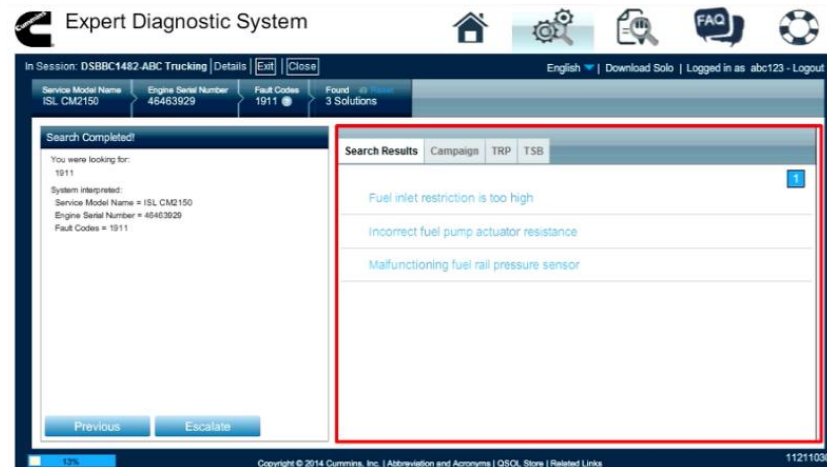 Cummins
Expert Diagnostic System
FAQ
In Session: DSBBC1482-ABC Trucking | Details | Exit | Close
English | Download Solo | Logged in as abc123 - Logout
Service Model Name
ISL CM2150
Engine Serial Number
46463929
Fault Codes
1911
Found Reset
3 Solutions
Search Completed!
You were looking for:
1911
System interpreted:
Service Model Name = ISL CM2150
Engine Serial Number = 46463929
Fault Codes = 1911
Previous
Escalate
Search Results
Campaign
TRP
TSB
1
Fuel inlet restriction is too high
Incorrect fuel pump actuator resistance
Malfunctioning fuel rail pressure sensor
13%
Copyright © 2014 Cummins, Inc. | Abbreviation and Acronyms | QSOL Store | Related Links